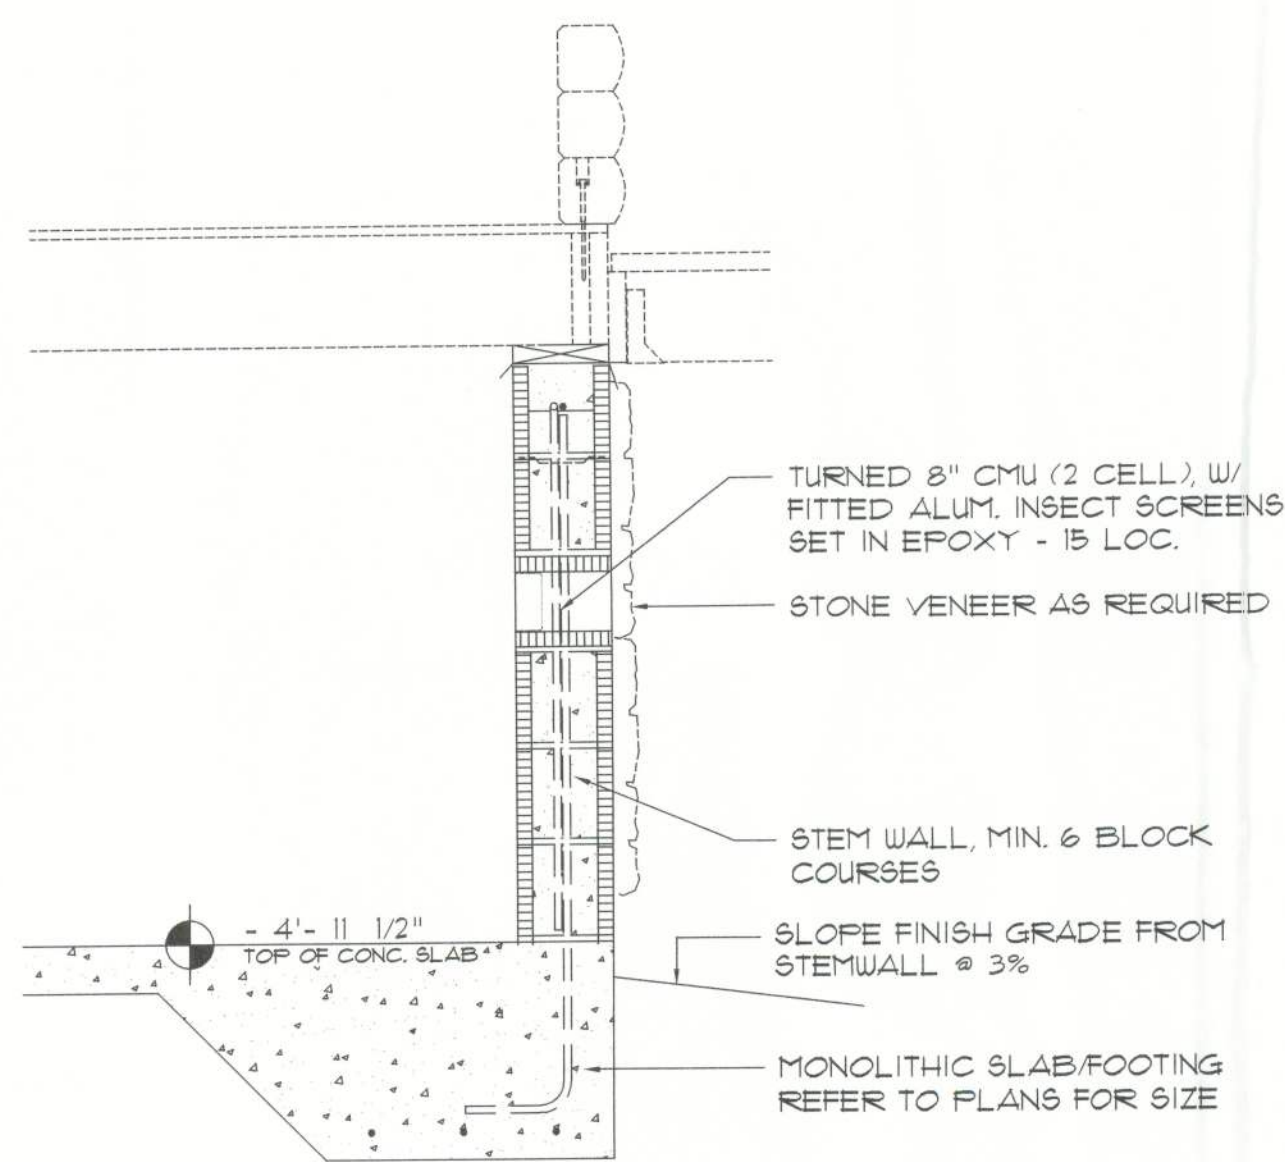 TURNED 8" CMU (2 CELL), W/
FITTED ALUM. INSECT SCREENS
SET IN EPOXY - 15 LOC.
STONE VENEER AS REQUIRED
STEM WALL, MIN. 6 BLOCK
COURSES
- 4'- 11 1/2"
TOP OF CONC. SLAB
SLOPE FINISH GRADE FROM
STEMWALL @ 3%
MONOLITHIC SLAB/FOOTING
REFER TO PLANS FOR SIZE